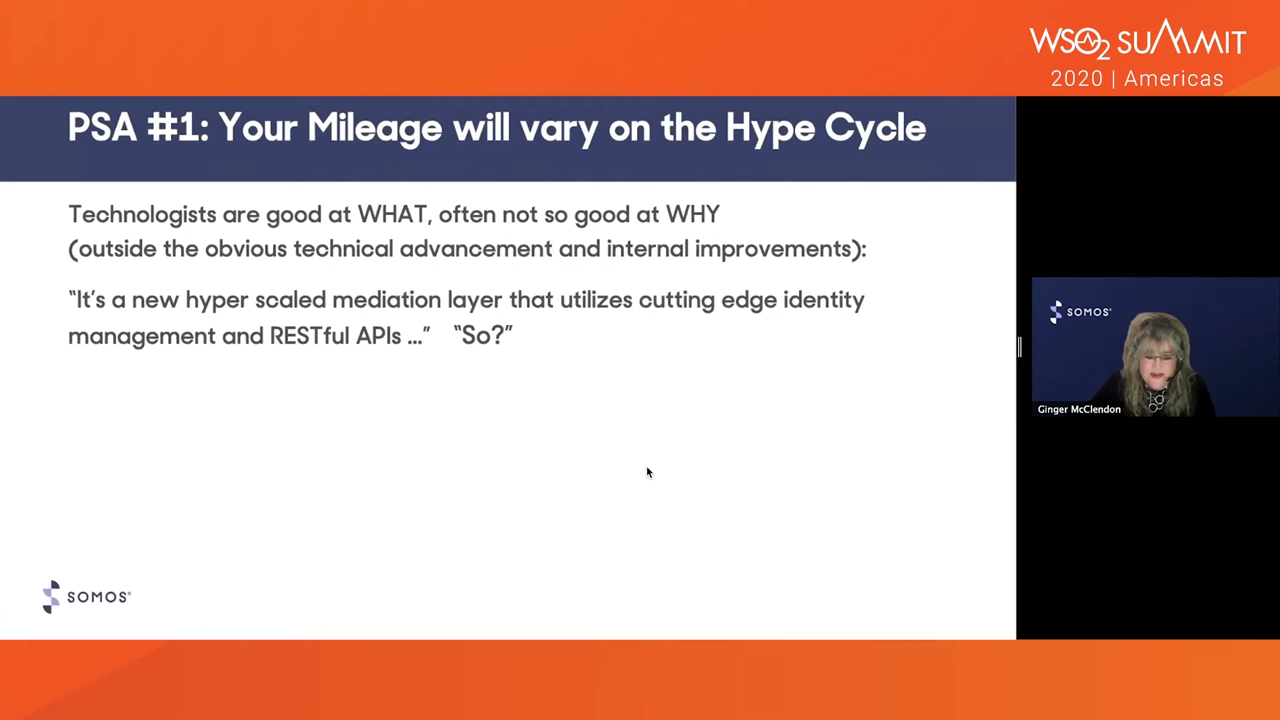 WSO2 SUMMIT
2020 | Americas
PSA #1: Your Mileage will vary on the Hype Cycle
Technologists are good at WHAT, often not so good at WHY
(outside the obvious technical advancement and internal improvements):
“It’s a new hyper scaled mediation layer that utilizes cutting edge identity
management and RESTful APIs ...” “So?”
SOMOS®
Ginger McClendon
SOMOS®